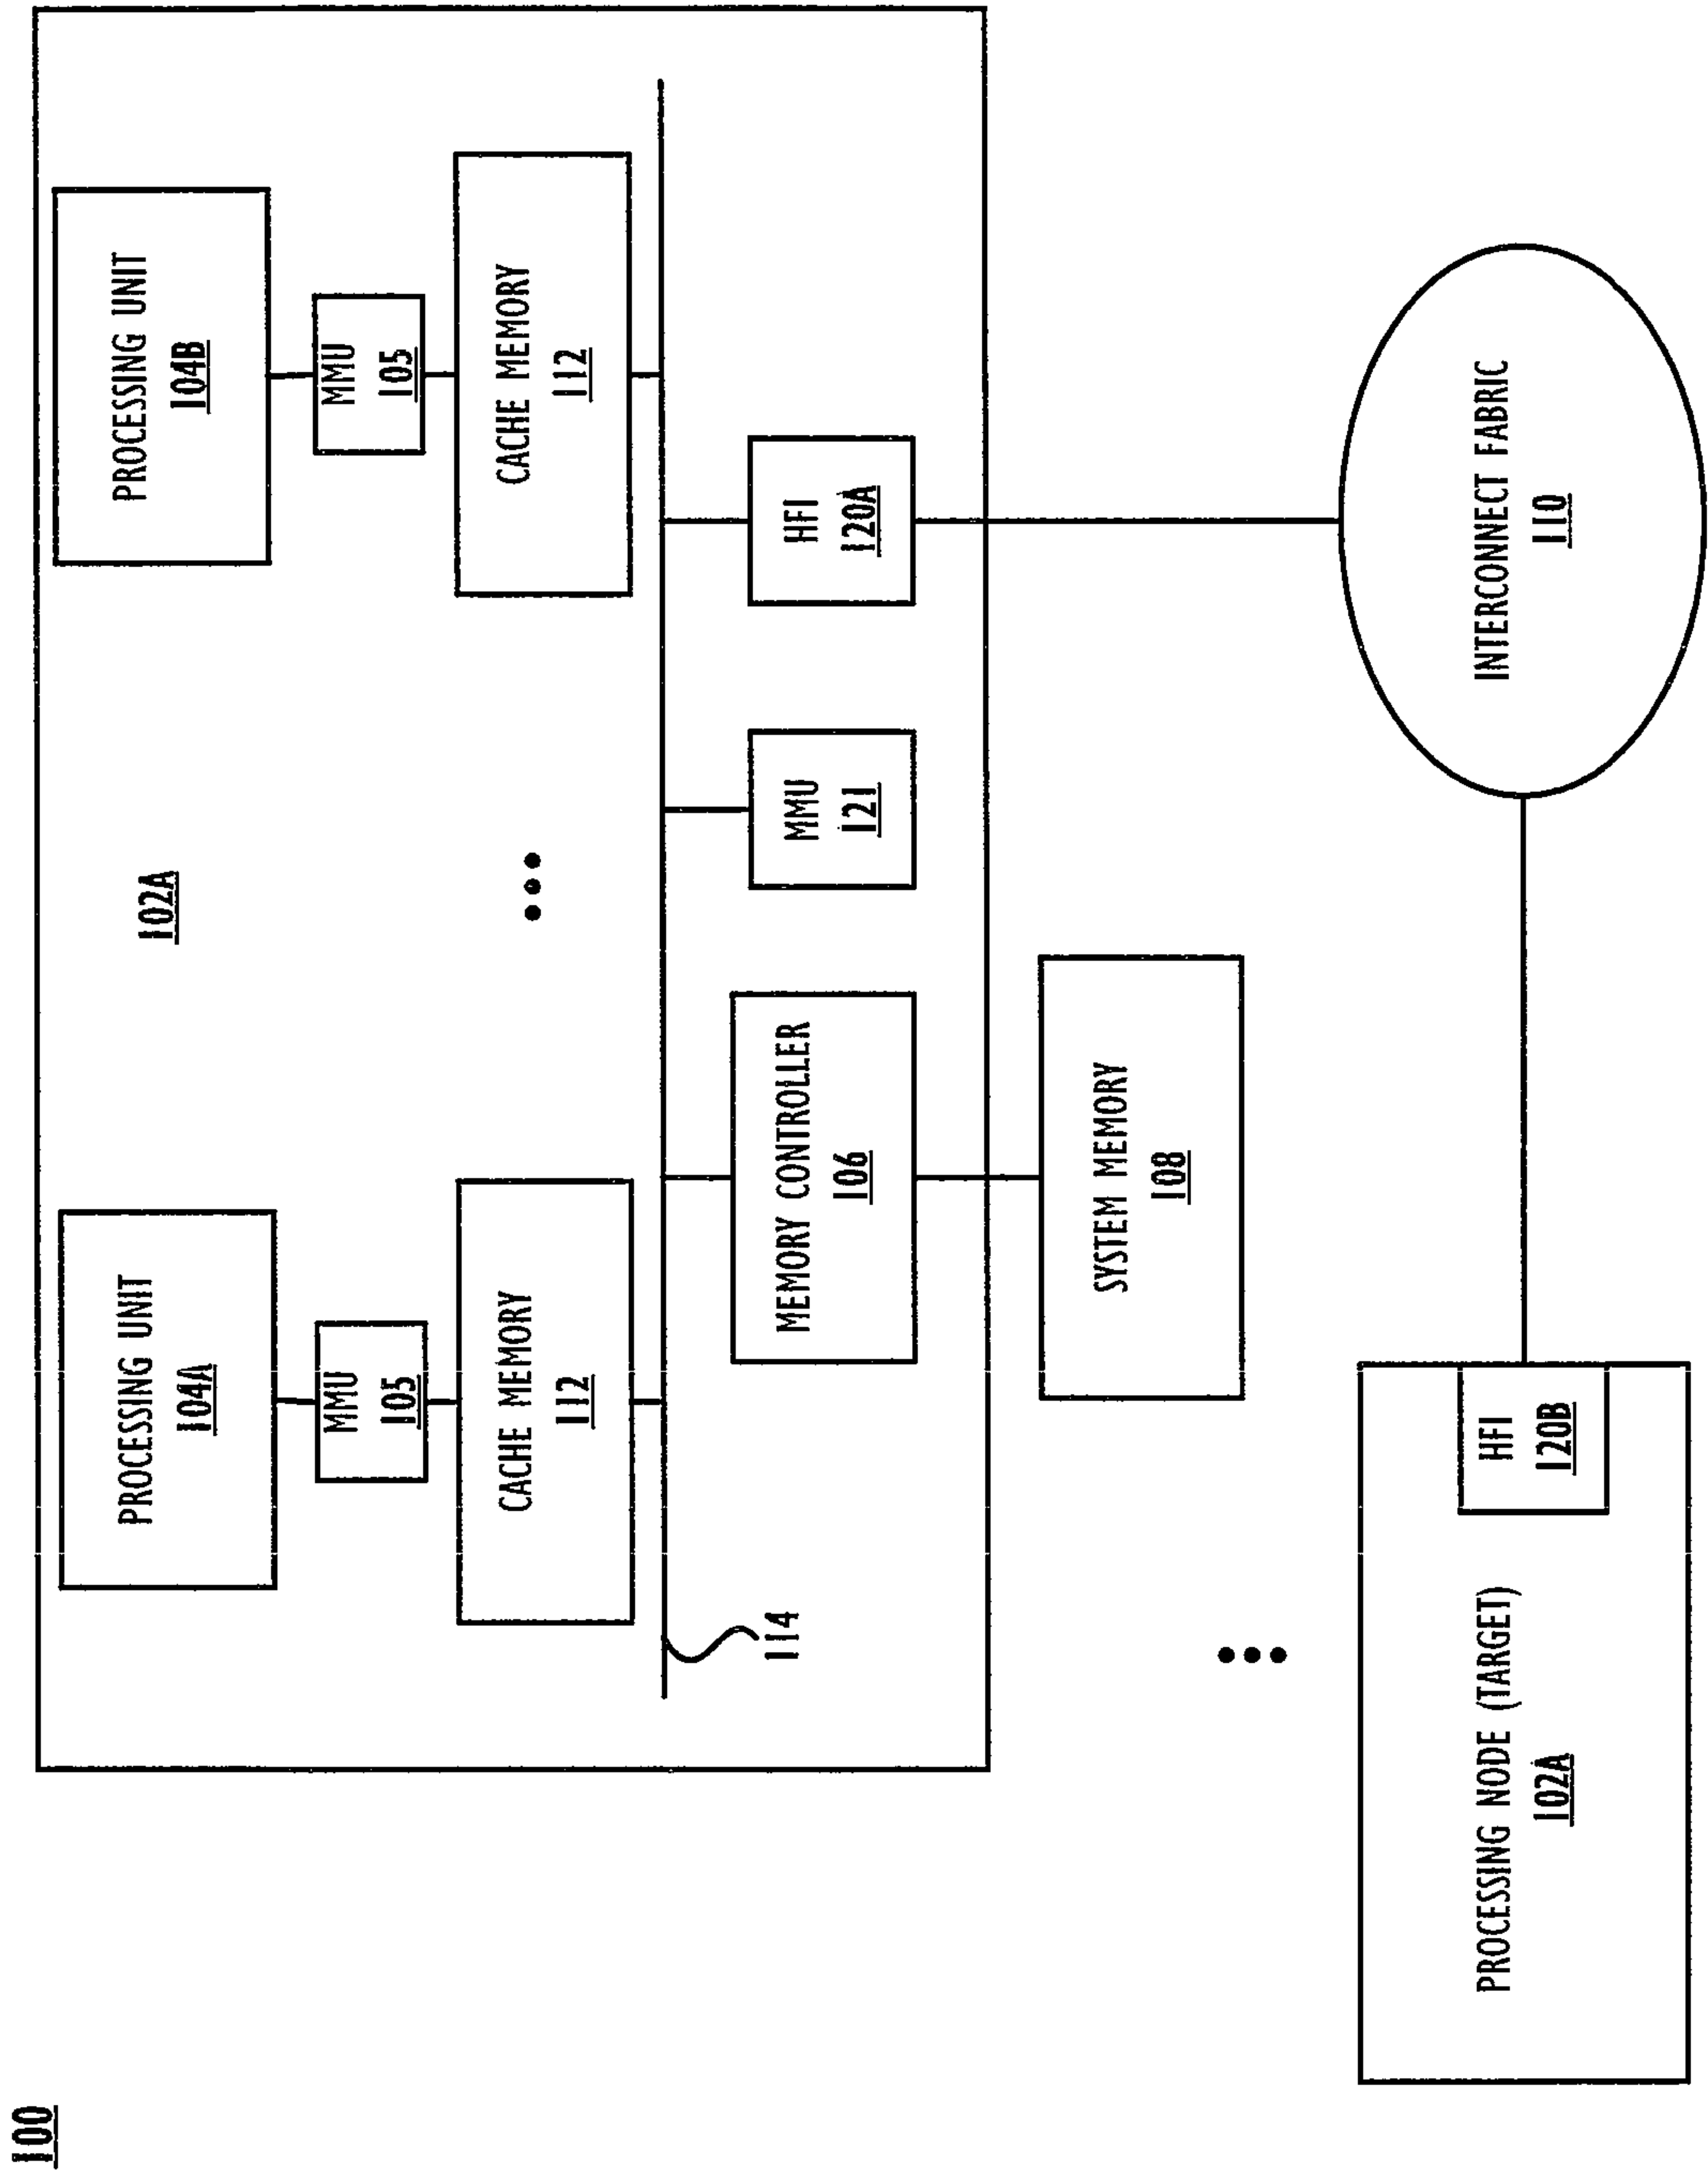 100
102A
PROCESSING UNIT
104A
PROCESSING UNIT
104B
MMU
105
MMU
105
CACHE MEMORY
112
CACHE MEMORY
112
114
MEMORY CONTROLLER
106
MMU
121
HFI
120A
SYSTEM MEMORY
108
PROCESSING NODE (TARGET)
102A
HFI
120B
INTERCONNECT FABRIC
110